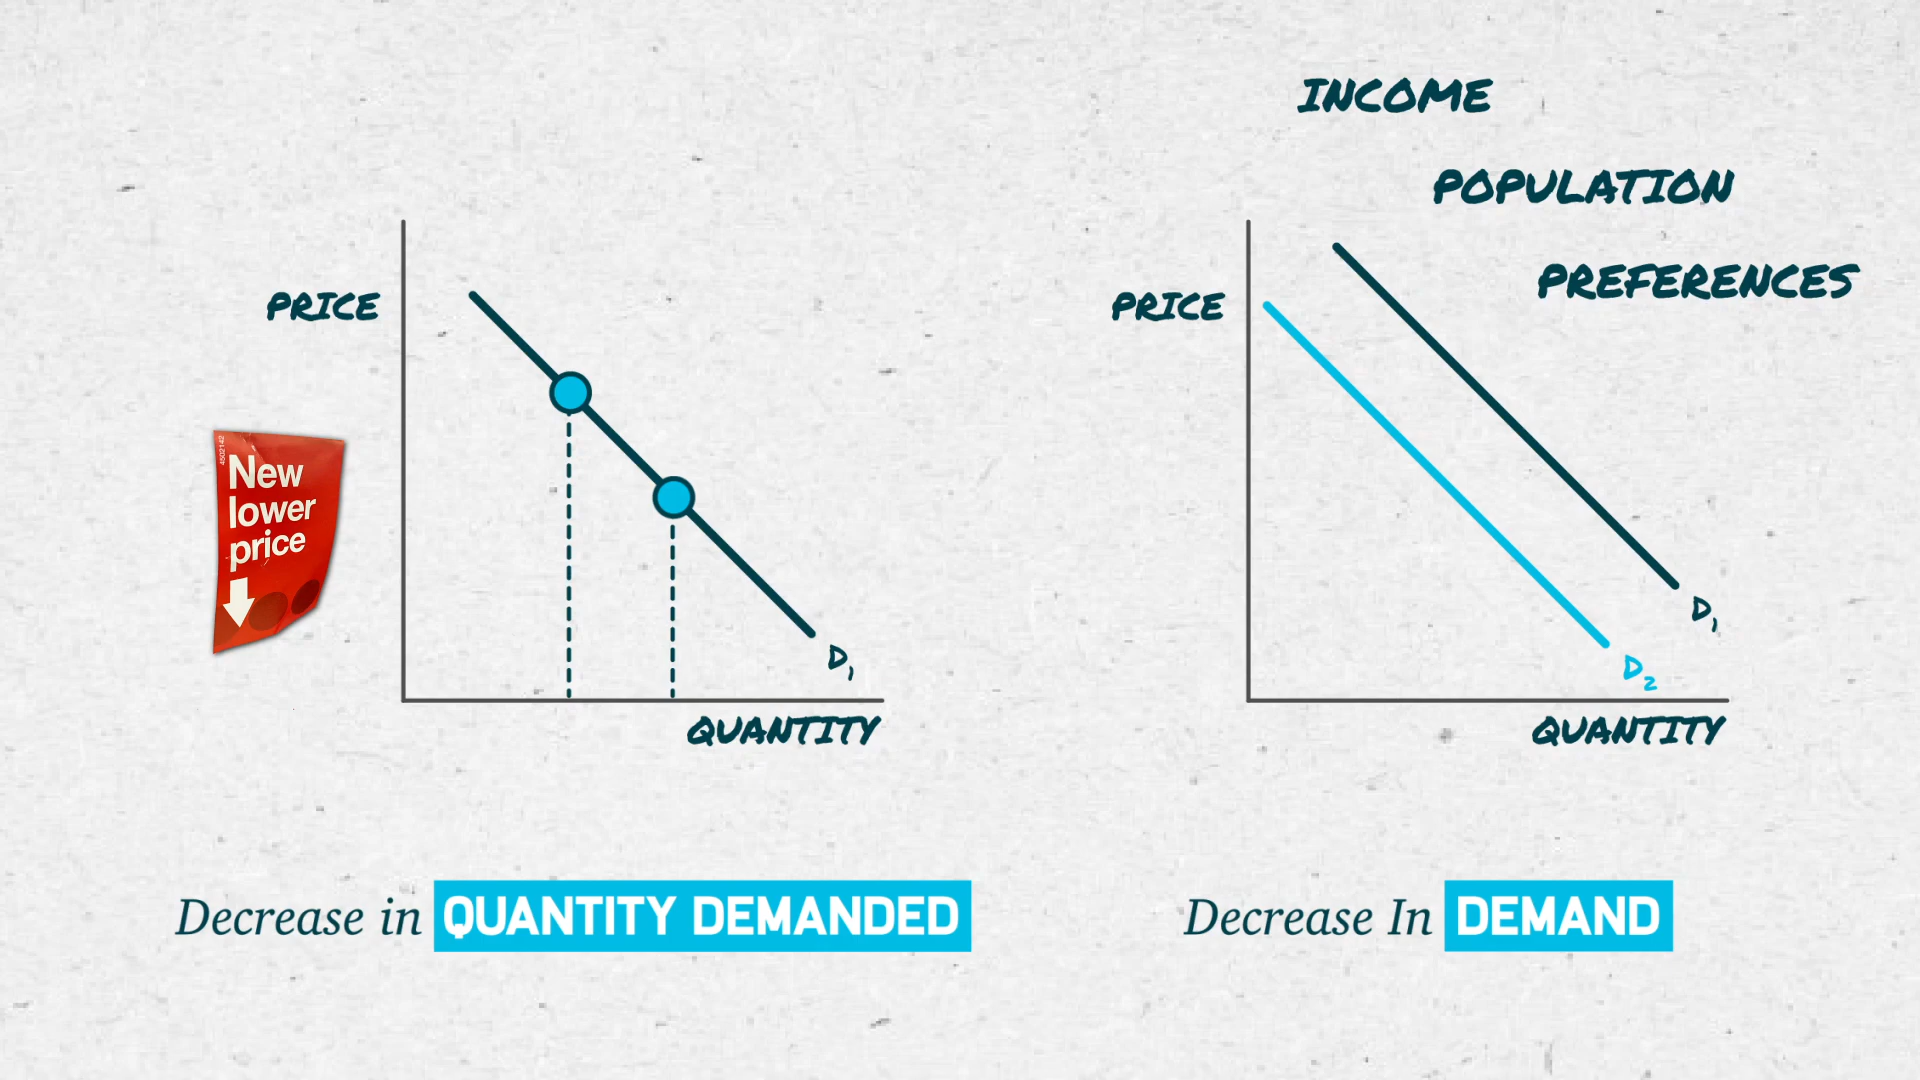 INCOME
POPULATION
PREFERENCES
PRICE
4502142
New
lower
price
D1
QUANTITY
PRICE
D1
D2
QUANTITY
Decrease in QUANTITY DEMANDED
Decrease In DEMAND